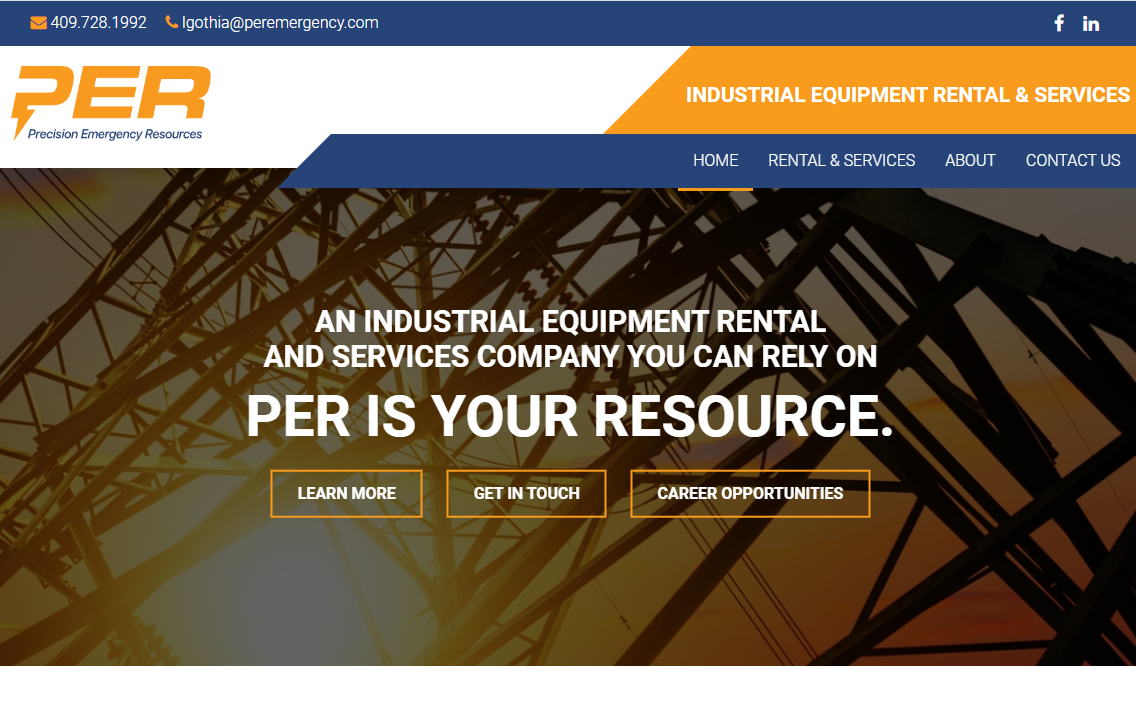 409.728.1992 lgothia@peremergency.com
PER
Precision Emergency Resources
INDUSTRIAL EQUIPMENT RENTAL & SERVICES
HOME RENTAL & SERVICES ABOUT CONTACT US
AN INDUSTRIAL EQUIPMENT RENTAL
AND SERVICES COMPANY YOU CAN RELY ON
PER IS YOUR RESOURCE.
LEARN MORE GET IN TOUCH CAREER OPPORTUNITIES